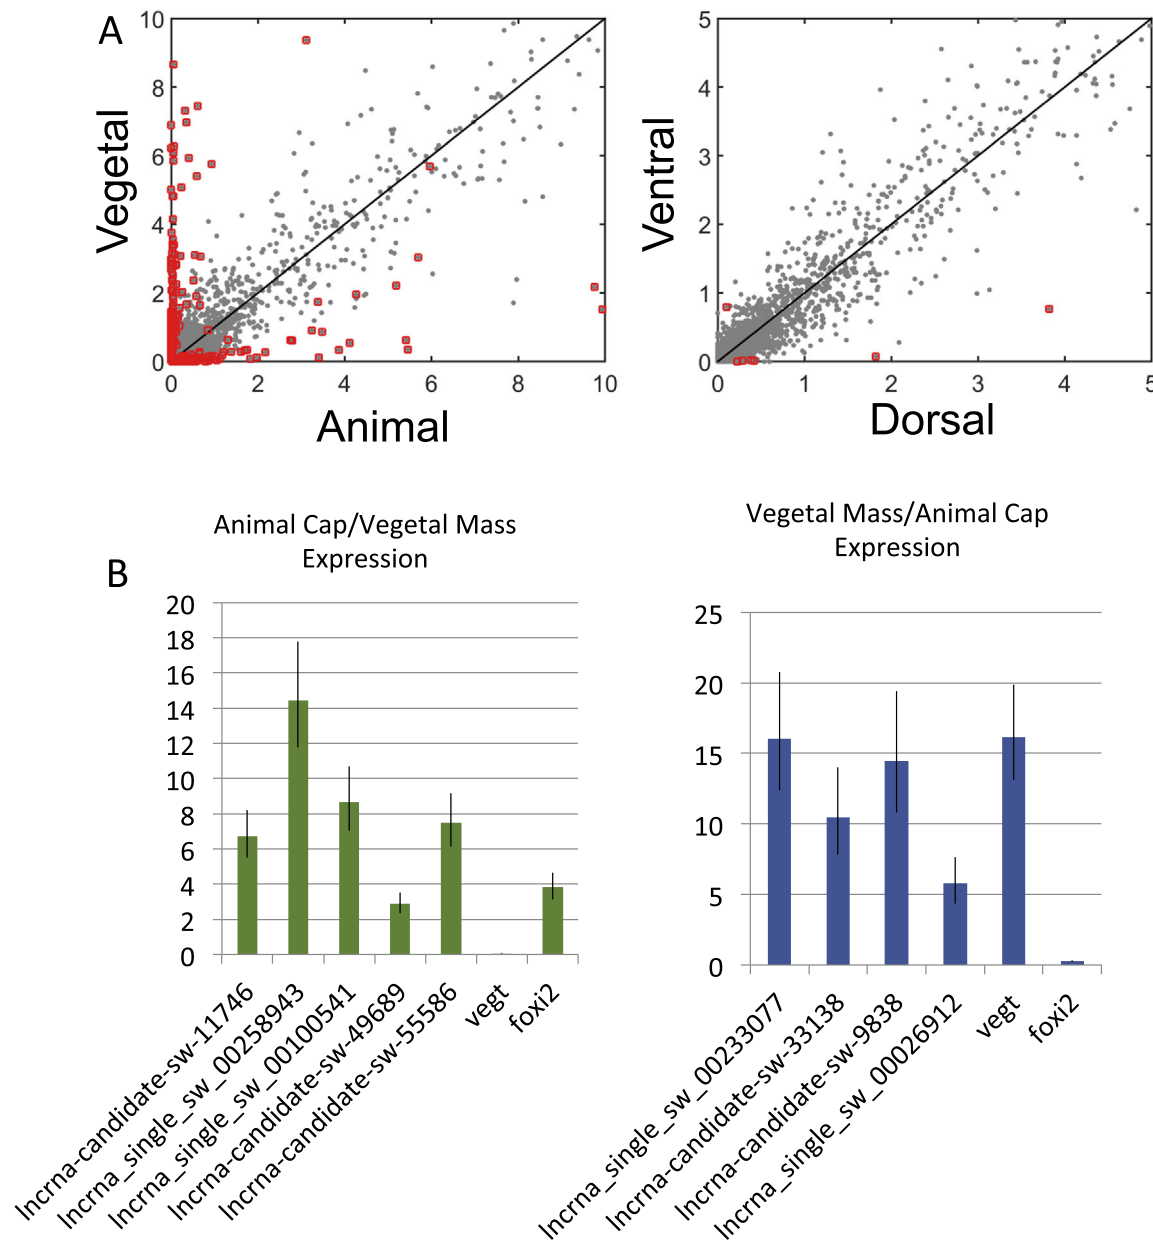 A
Vegetal
10
8
6
4
2
0
0 2 4 6 8 10
Animal
Ventral
5
4
3
2
1
0
0 1 2 3 4 5
Dorsal
B
Animal Cap/Vegetal Mass
Expression
20
18
16
14
12
10
8
6
4
2
0
lncrna-candidate-sw-11746
lncrna_single_sw_00258943
lncrna_single_sw_00100541
lncrna-candidate-sw-49689
lncrna-candidate-sw-55586
vegt
foxi2
Vegetal Mass/Animal Cap
Expression
25
20
15
10
5
0
lncrna_single_sw_00233077
lncrna-candidate-sw-33138
lncrna-candidate-sw-9838
lncrna_single_sw_00026912
vegt
foxi2